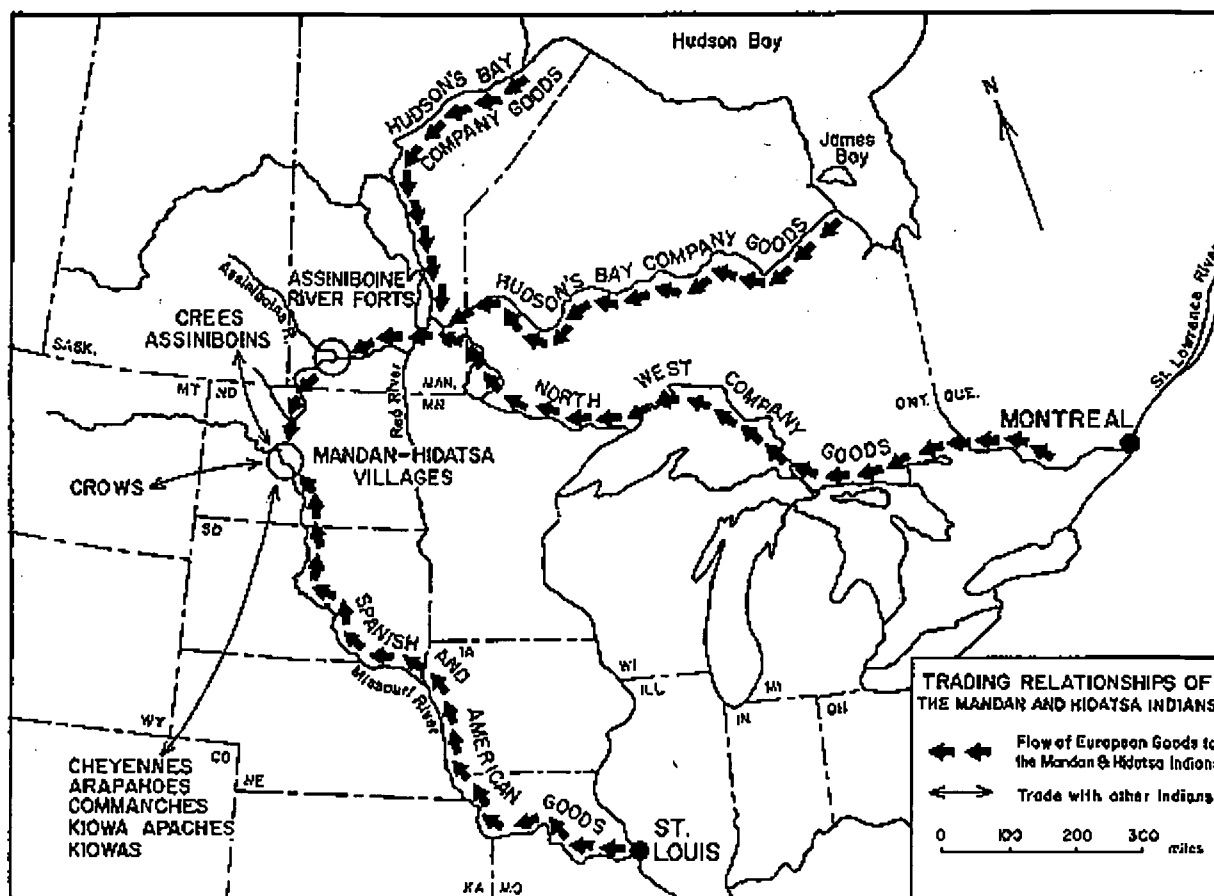 Hudson Bay
HUDSON'S BAY
COMPANY GOODS
N
James
Bay
HUDSON'S BAY COMPANY GOODS
St. Lowrance River
Assiniboine R.
ASSINIBOINE
RIVER FORTS
CREES
ASSINIBOINS
SASK.
MT
ND
Red River
MAN.
MN
NORTH WEST COMPANY GOODS
ONT.
QUE.
MONTREAL
MANDAN-HIDATSA
VILLAGES
CROWS
SD
SPANISH AND AMERICAN GOODS
Missouri River
IA
WI
ILL
MI
IN
OH
WY
CO
NE
CHEYENNES
ARAPAHOES
COMMANCHES
KIOWA APACHES
KIOWAS
ST.
LOUIS
KA
MO
TRADING RELATIONSHIPS OF
THE MANDAN AND HIDATSA INDIANS
Flow of European Goods to
the Mandan & Hidatsa Indians
Trade with other Indians
0 100 200 300
miles